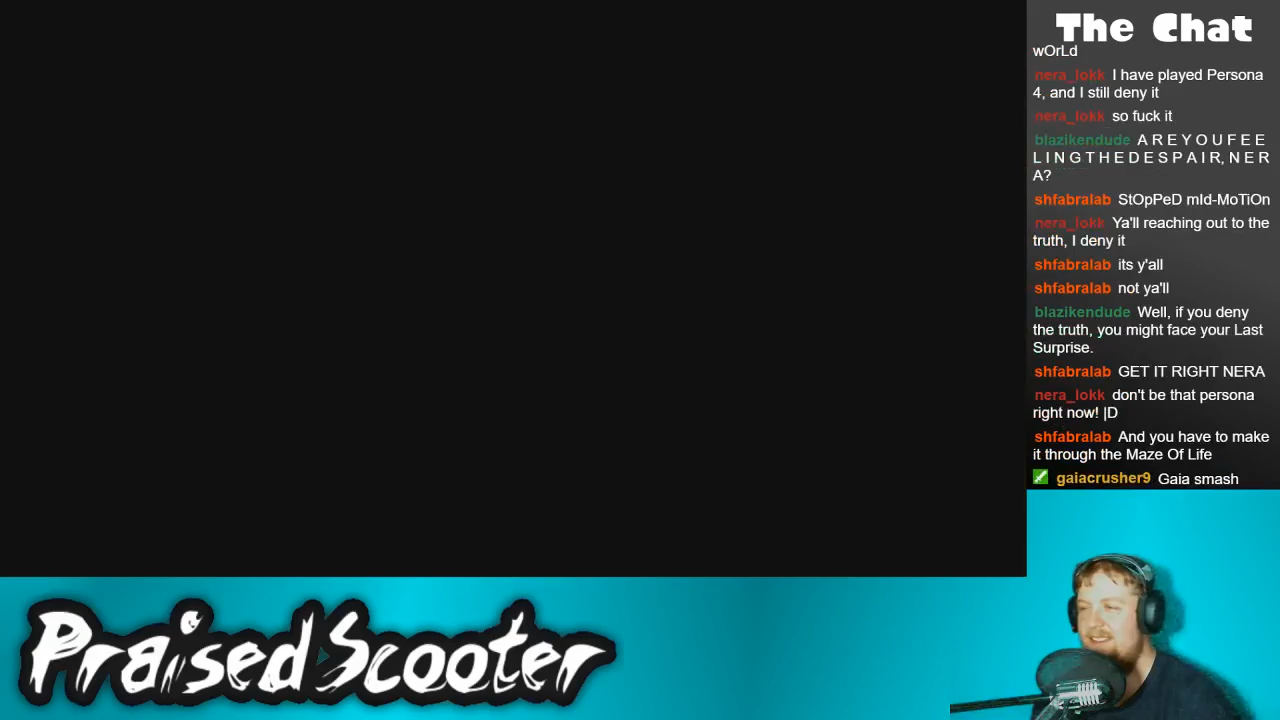 The Chat
wOrLd
nera_lokk I have played Persona
4, and I still deny it
nera_lokk so fuck it
blazikendude A R E Y O U F E E
L I N G T H E D E S P A I R, N E R
A?
shfabralab StOpPeD mId-MoTiOn
nera_lokk Ya'll reaching out to the
truth, I deny it
shfabralab its y'all
shfabralab not ya'll
blazikendude Well, if you deny
the truth, you might face your Last
Surprise.
shfabralab GET IT RIGHT NERA
nera_lokk don't be that persona
right now! |D
shfabralab And you have to make
it through the Maze Of Life
gaiacrusher9 Gaia smash
PraisedScooter